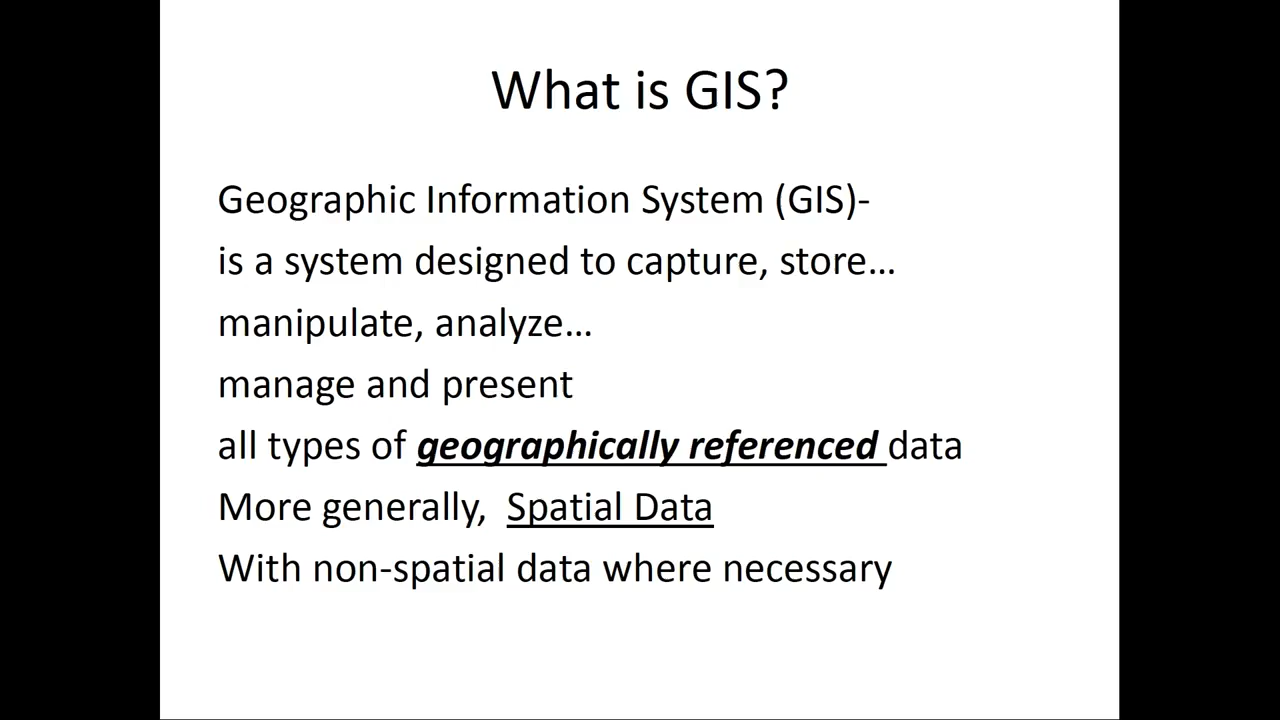 What is GIS?
Geographic Information System (GIS)-
is a system designed to capture, store…
manipulate, analyze…
manage and present
all types of geographically referenced data
More generally, Spatial Data
With non-spatial data where necessary